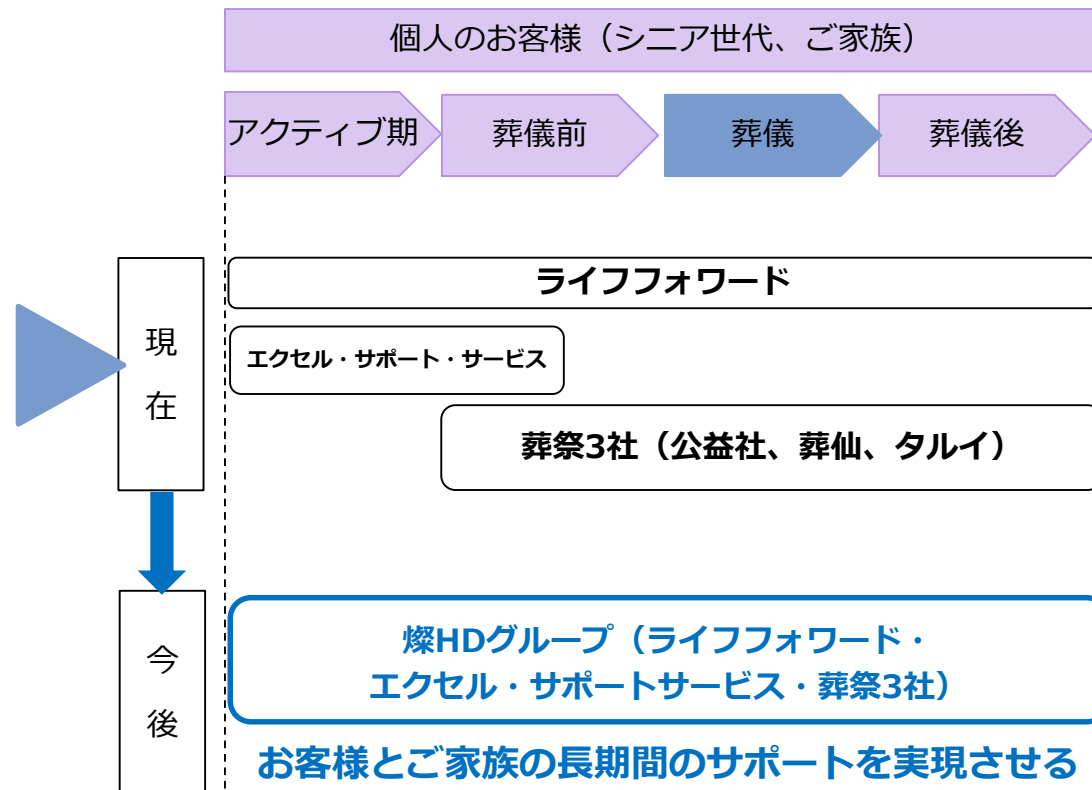 個人のお客様（シニア世代、ご家族）
アクティブ期
葬儀前
葬儀
葬儀後
現
在
ライフフォワード
エクセル・サポート・サービス
葬祭3社（公益社、葬仙、タルイ）
今
後
燦HDグループ（ライフフォワード・
エクセル・サポートサービス・葬祭3社）
お客様とご家族の長期間のサポートを実現させる